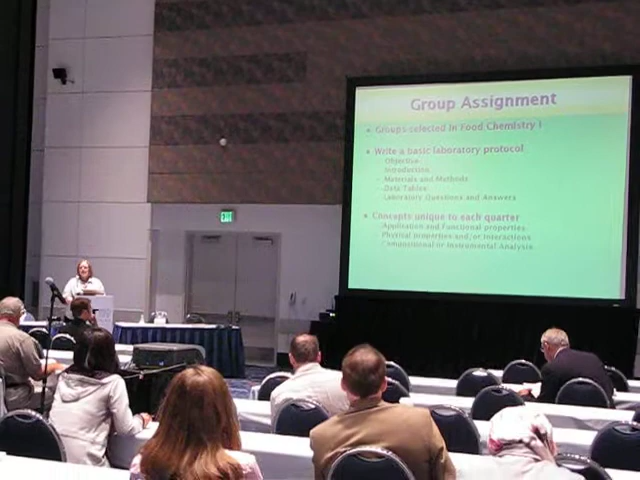 Group Assignment
• Groups selected in Food Chemistry I
• Write a basic laboratory protocol
- Objective
- Introduction
- Materials and Methods
- Data Tables
- Laboratory Questions and Answers
• Concepts unique to each quarter
- Application and Functional properties
- Physical properties and/or Interactions
- Compositional or Instrumental Analysis
EXIT